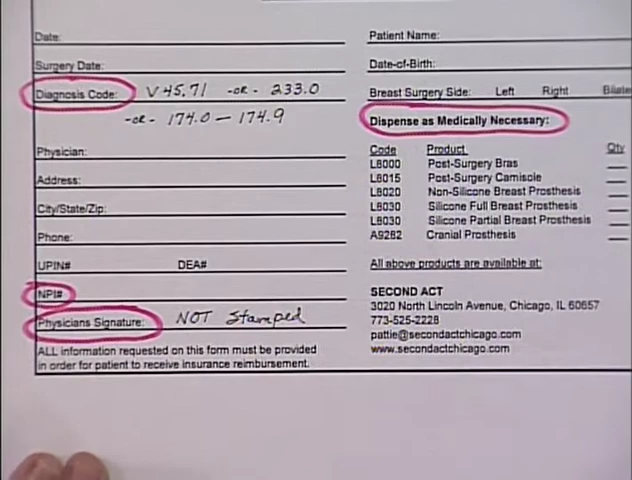 Date:
Surgery Date:
Diagnosis Code: V45.71 -OR- 233.0
-OR- 174.0 — 174.9
Physician:
Address:
City/State/Zip:
Phone:
UPIN# DEA#
NPI#
Physicians Signature: NOT Stamped
ALL information requested on this form must be provided
in order for patient to receive insurance reimbursement.
Patient Name:
Date-of-Birth:
Breast Surgery Side: Left Right
Dispense as Medically Necessary:
Code Product Qty
L8000 Post-Surgery Bras
L8015 Post-Surgery Camisole
L8020 Non-Silicone Breast Prosthesis
L8030 Silicone Full Breast Prosthesis
L8030 Silicone Partial Breast Prosthesis
A9282 Cranial Prosthesis
All above products are available at:
SECOND ACT
3020 North Lincoln Avenue, Chicago, IL 60657
773-525-2228
pattie@secondactchicago.com
www.secondactchicago.com